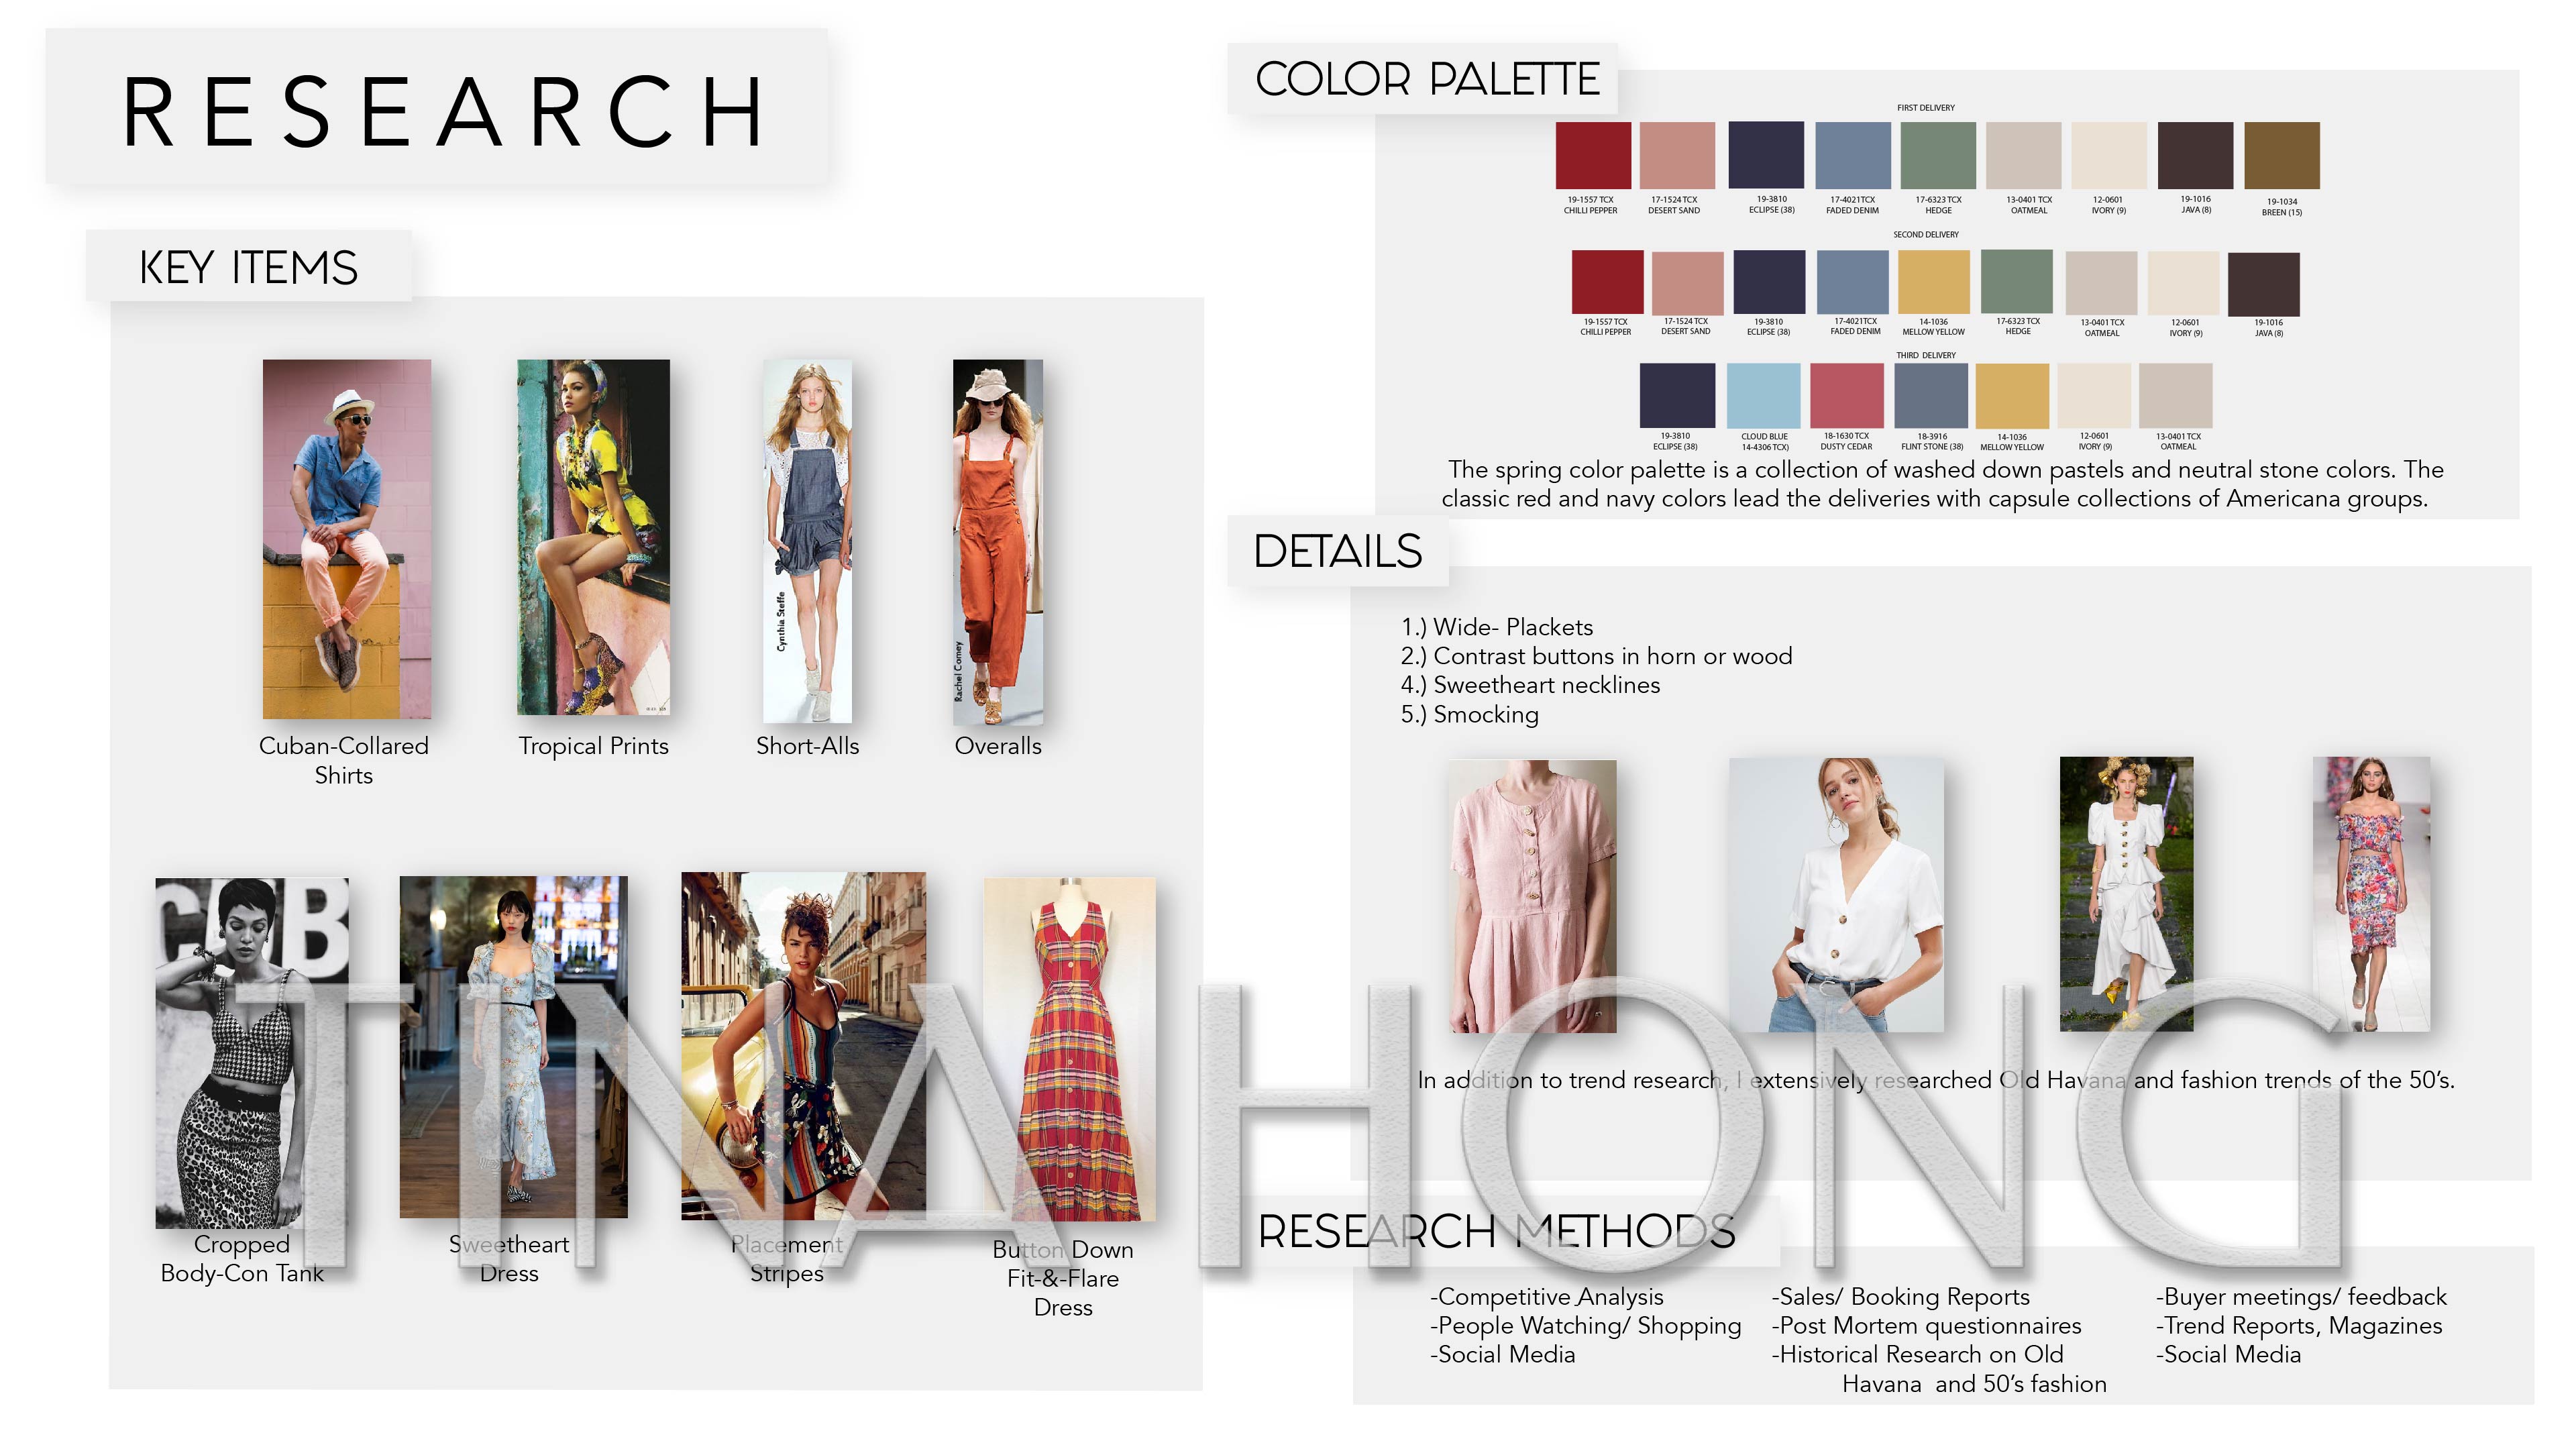 RESEARCH
KEY ITEMS
Cynthia Steffe
Rachel Comey
Cuban-Collared
Shirts
Tropical Prints
Short-Alls
Overalls
C B
Cropped
Body-Con Tank
Sweetheart
Dress
Placement
Stripes
Button Down
Fit-&-Flare
Dress
COLOR PALETTE
FIRST DELIVERY
19-1557 TCX
CHILLI PEPPER
17-1524 TCX
DESERT SAND
19-3810
ECLIPSE (38)
17-4021TCX
FADED DENIM
17-6323 TCX
HEDGE
13-0401 TCX
OATMEAL
12-0601
IVORY (9)
19-1016
JAVA (8)
19-1034
BREEN (15)
SECOND DELIVERY
19-1557 TCX
CHILLI PEPPER
17-1524 TCX
DESERT SAND
19-3810
ECLIPSE (38)
17-4021TCX
FADED DENIM
14-1036
MELLOW YELLOW
17-6323 TCX
HEDGE
13-0401 TCX
OATMEAL
12-0601
IVORY (9)
19-1016
JAVA (8)
THIRD DELIVERY
19-3810
ECLIPSE (38)
CLOUD BLUE
14-4306 TCX)
18-1630 TCX
DUSTY CEDAR
18-3916
FLINT STONE (38)
14-1036
MELLOW YELLOW
12-0601
IVORY (9)
13-0401 TCX
OATMEAL
The spring color palette is a collection of washed down pastels and neutral stone colors. The
classic red and navy colors lead the deliveries with capsule collections of Americana groups.
DETAILS
1.) Wide- Plackets
2.) Contrast buttons in horn or wood
4.) Sweetheart necklines
5.) Smocking
In addition to trend research, I extensively researched Old Havana and fashion trends of the 50's.
TINA HONG
RESEARCH METHODS
-Competitive Analysis
-People Watching/ Shopping
-Social Media
-Sales/ Booking Reports
-Post Mortem questionnaires
-Historical Research on Old
Havana and 50's fashion
-Buyer meetings/ feedback
-Trend Reports, Magazines
-Social Media